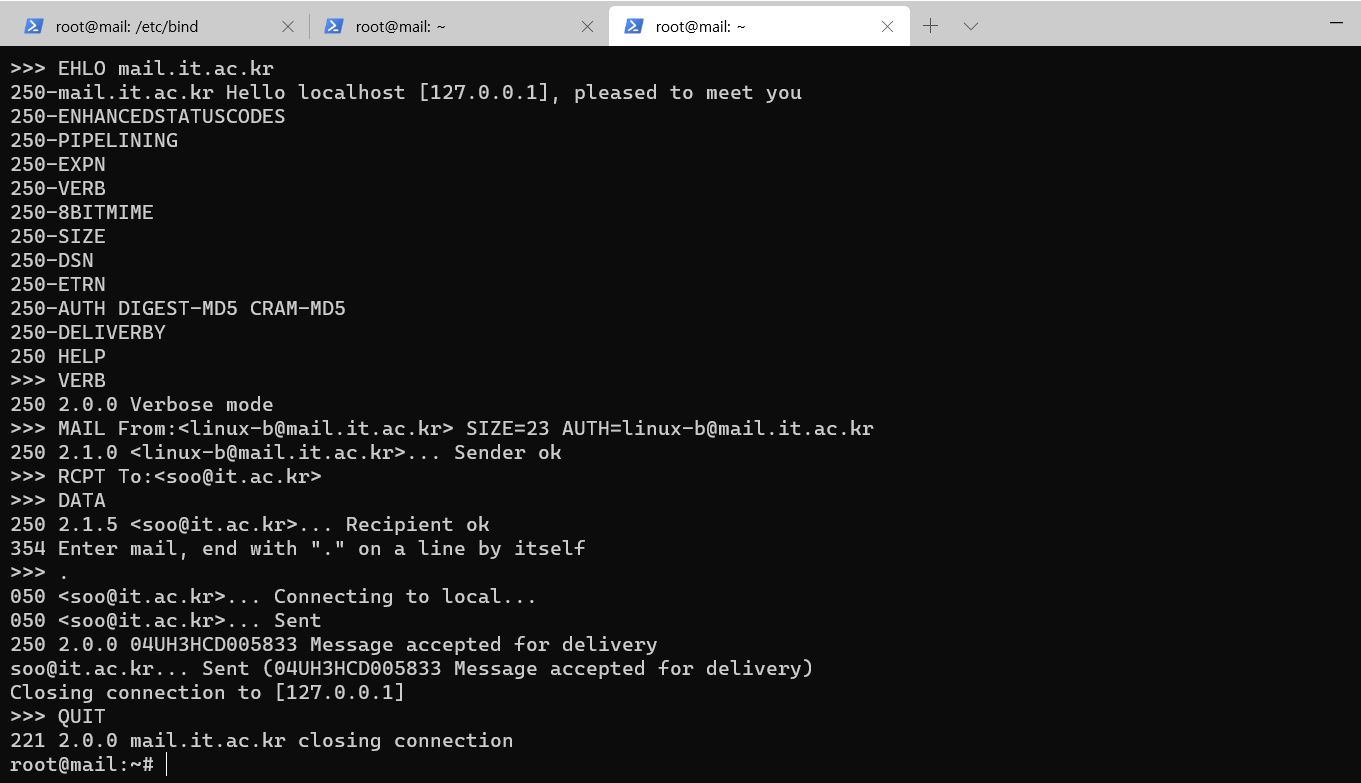 root@mail: /etc/bind
root@mail: ~
root@mail: ~
>>> EHLO mail.it.ac.kr
250-mail.it.ac.kr Hello localhost [127.0.0.1], pleased to meet you
250-ENHANCEDSTATUSCODES
250-PIPELINING
250-EXPN
250-VERB
250-8BITMIME
250-SIZE
250-DSN
250-ETRN
250-AUTH DIGEST-MD5 CRAM-MD5
250-DELIVERBY
250 HELP
>>> VERB
250 2.0.0 Verbose mode
>>> MAIL From:<linux-b@mail.it.ac.kr> SIZE=23 AUTH=linux-b@mail.it.ac.kr
250 2.1.0 <linux-b@mail.it.ac.kr>... Sender ok
>>> RCPT To:<soo@it.ac.kr>
>>> DATA
250 2.1.5 <soo@it.ac.kr>... Recipient ok
354 Enter mail, end with "." on a line by itself
>>> .
050 <soo@it.ac.kr>... Connecting to local...
050 <soo@it.ac.kr>... Sent
250 2.0.0 04UH3HCD005833 Message accepted for delivery
soo@it.ac.kr... Sent (04UH3HCD005833 Message accepted for delivery)
Closing connection to [127.0.0.1]
>>> QUIT
221 2.0.0 mail.it.ac.kr closing connection
root@mail:~#